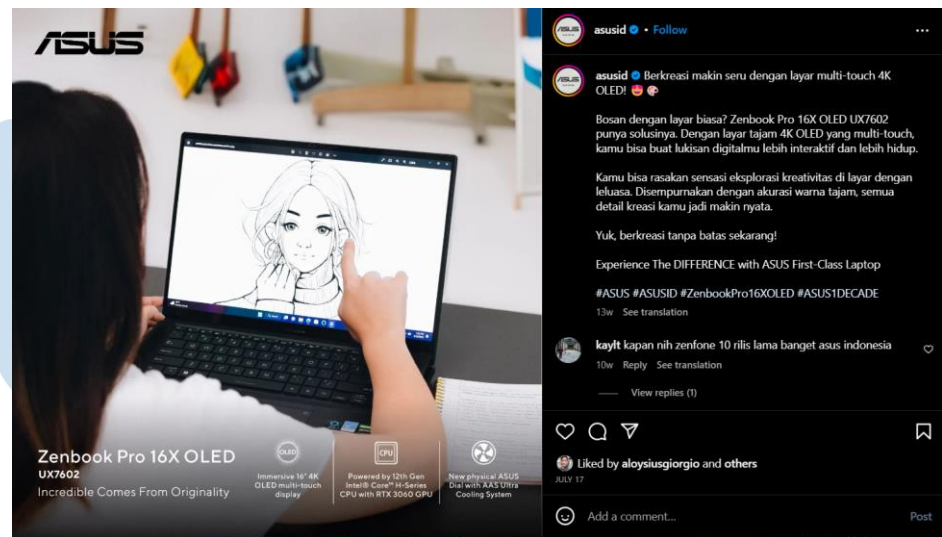 ASUS
Zenbook Pro 16X OLED
UX7602
Incredible Comes From Originality
OLED
Immersive 16" 4K
OLED multi-touch
display
CPU
Powered by 12th Gen
Intel® Core™ H-Series
CPU with RTX 3060 GPU
New physical ASUS
Dial with AAS Ultra
Cooling System
asusid • Follow
asusid Berkreasi makin seru dengan layar multi-touch 4K
OLED! 🤩 🎨
Bosan dengan layar biasa? Zenbook Pro 16X OLED UX7602
punya solusinya. Dengan layar tajam 4K OLED yang multi-touch,
kamu bisa buat lukisan digitalmu lebih interaktif dan lebih hidup.
Kamu bisa rasakan sensasi eksplorasi kreativitas di layar dengan
leluasa. Disempurnakan dengan akurasi warna tajam, semua
detail kreasi kamu jadi makin nyata.
Yuk, berkreasi tanpa batas sekarang!
Experience The DIFFERENCE with ASUS First-Class Laptop
#ASUS #ASUSID #ZenbookPro16XOLED #ASUS1DECADE
13w See translation
kaylt kapan nih zenfone 10 rilis lama banget asus indonesia
10w Reply See translation
View replies (1)
Liked by aloysiusgiorgio and others
JULY 17
Add a comment...
Post